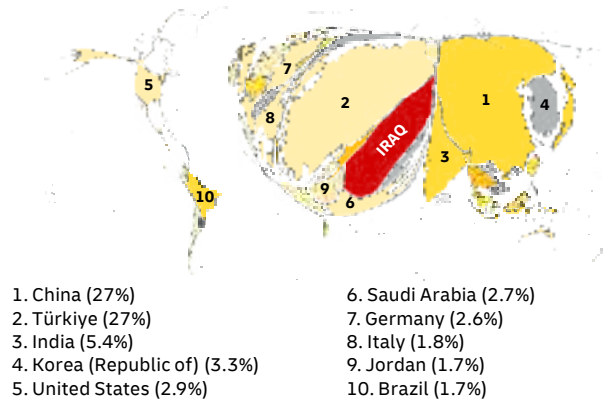 7
5
2
1
4
8
IRAQ
3
9
10
6
1. China (27%)
2. Türkiye (27%)
3. India (5.4%)
4. Korea (Republic of) (3.3%)
5. United States (2.9%)
6. Saudi Arabia (2.7%)
7. Germany (2.6%)
8. Italy (1.8%)
9. Jordan (1.7%)
10. Brazil (1.7%)